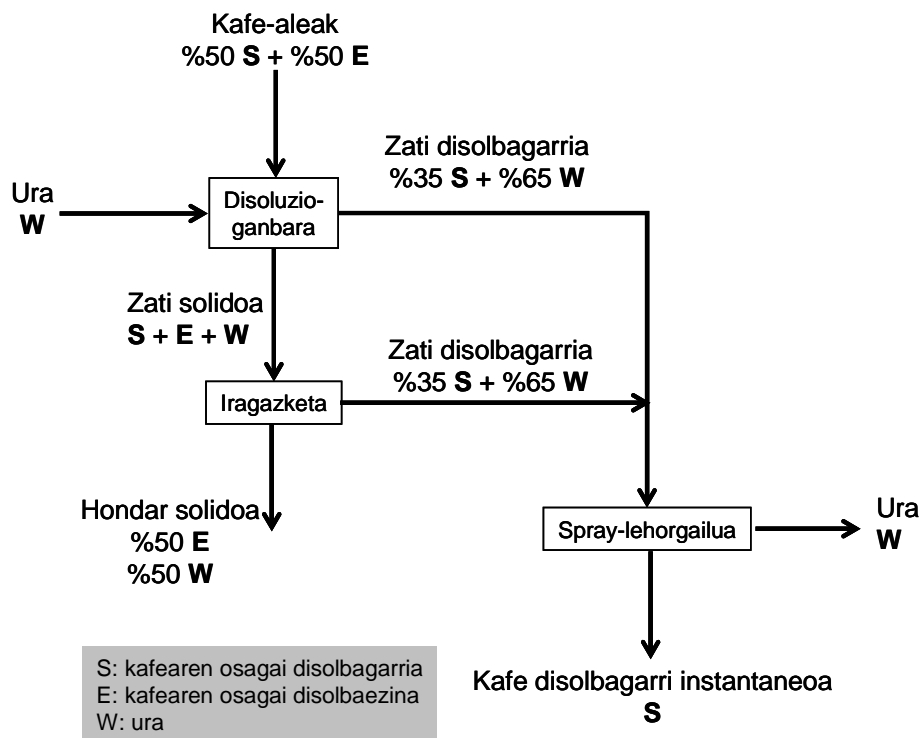 Kafe-aleak
%50 S + %50 E
Zati disolbagarria
%35 S + %65 W
Ura
W
Disoluzio-
ganbara
Zati solidoa
S + E + W
Zati disolbagarria
%35 S + %65 W
Iragazketa
Hondar solidoa
%50 E
%50 W
Spray-lehorgailua
Ura
W
Kafe disolbagarri instantaneoa
S
S: kafearen osagai disolbagarria
E: kafearen osagai disolbaezina
W: ura